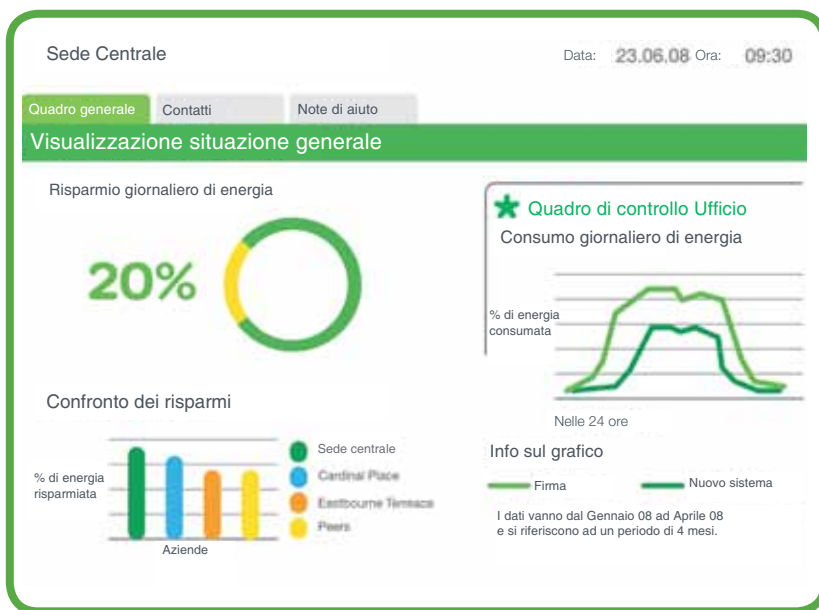 Sede Centrale
Data: 23.06.08 Ora: 09:30
Quadro generale
Contatti
Note di aiuto
Visualizzazione situazione generale
Risparmio giornaliero di energia
20%
Quadro di controllo Ufficio
Consumo giornaliero di energia
% di energia
consumata
Nelle 24 ore
Confronto dei risparmi
% di energia
risparmiata
Aziende
Sede centrale
Cardinal Place
Eastbourne Terrace
Peers
Info sul grafico
Firma
Nuovo sistema
I dati vanno dal Gennaio 08 ad Aprile 08
e si riferiscono ad un periodo di 4 mesi.